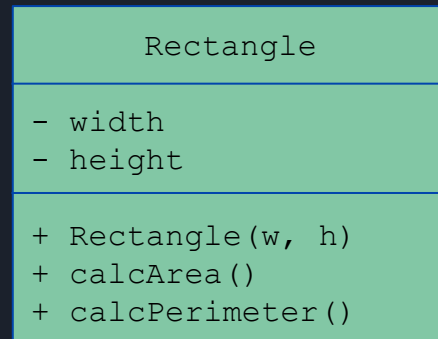 Rectangle
- width
- height
+ Rectangle(w, h)
+ calcArea()
+ calcPerimeter()